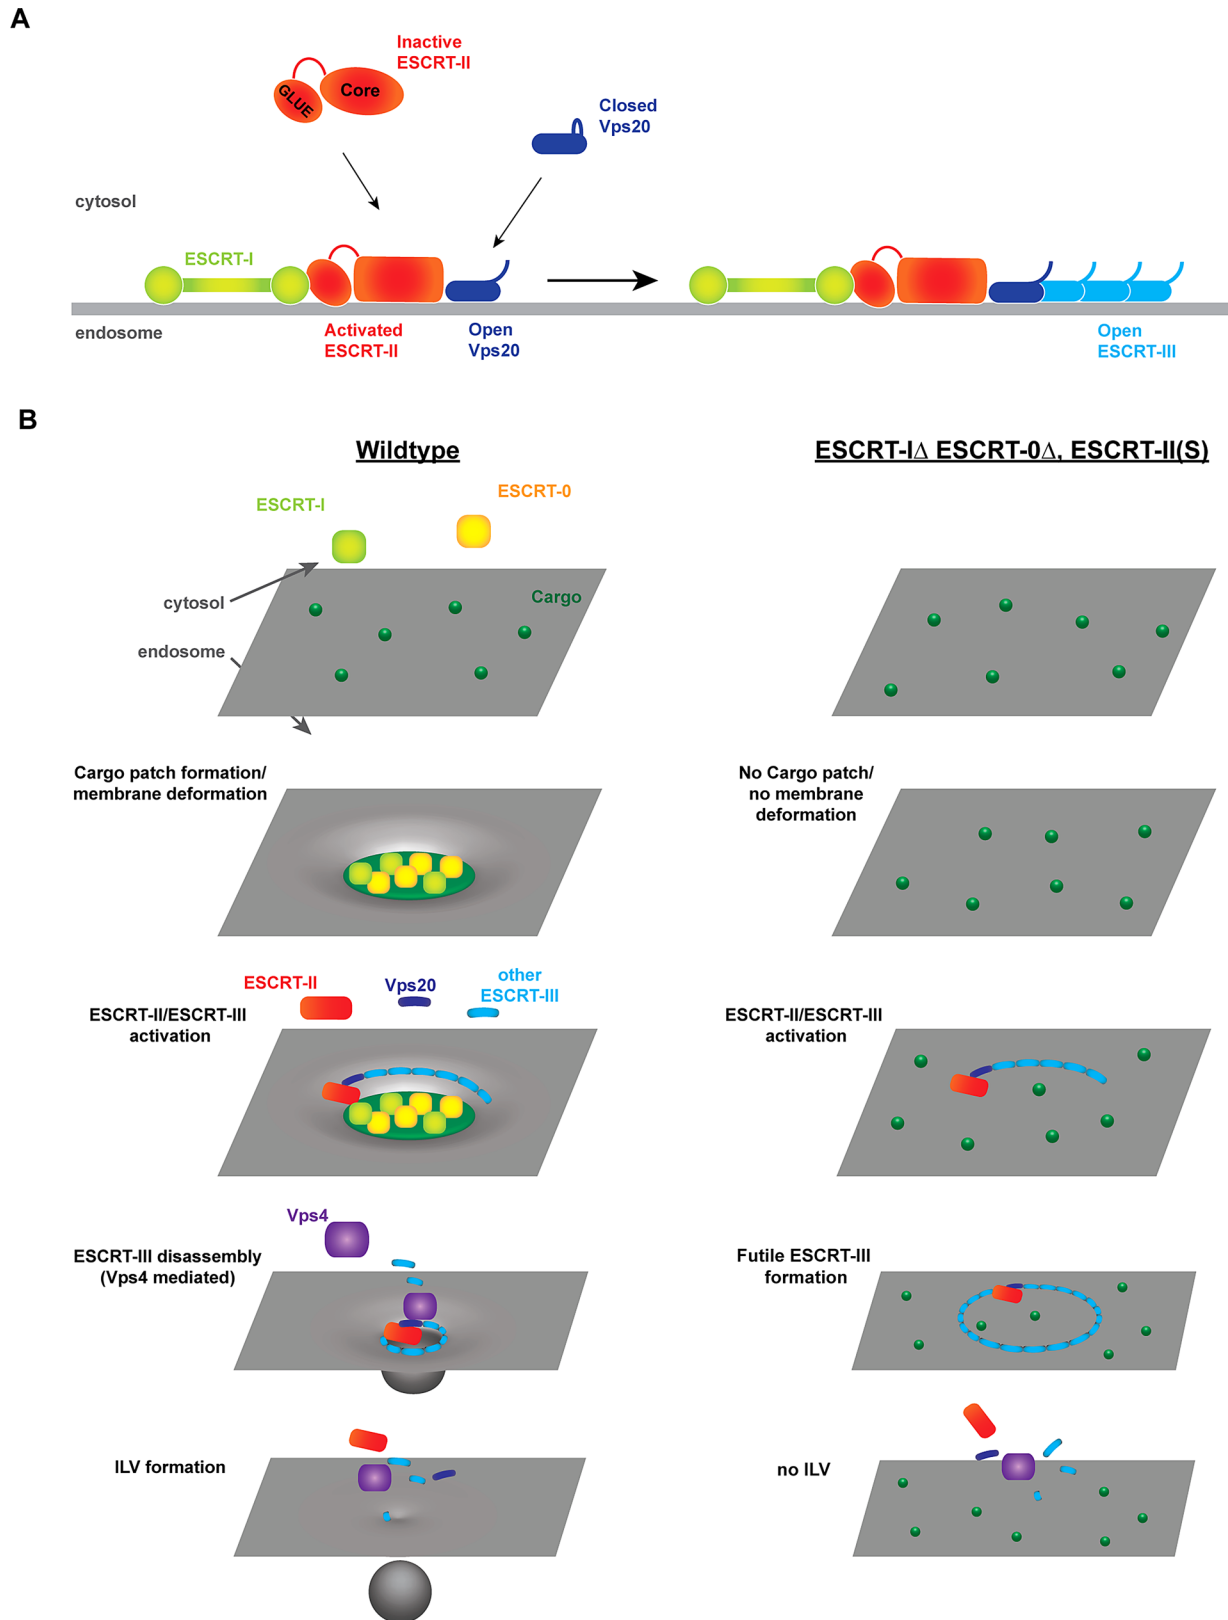 A
Inactive
ESCRT-II
GLUE
Core
Closed
Vps20
cytosol
ESCRT-I
endosome
Activated
ESCRT-II
Open
Vps20
Open
ESCRT-III
B
Wildtype
ESCRT-IΔ ESCRT-0Δ, ESCRT-II(S)
ESCRT-0
ESCRT-I
Cargo
cytosol
endosome
Cargo patch formation/
membrane deformation
No Cargo patch/
no membrane
deformation
ESCRT-II
Vps20
other
ESCRT-III
ESCRT-II/ESCRT-III
activation
ESCRT-II/ESCRT-III
activation
Vps4
ESCRT-III disassembly
(Vps4 mediated)
Futile ESCRT-III
formation
ILV formation
no ILV